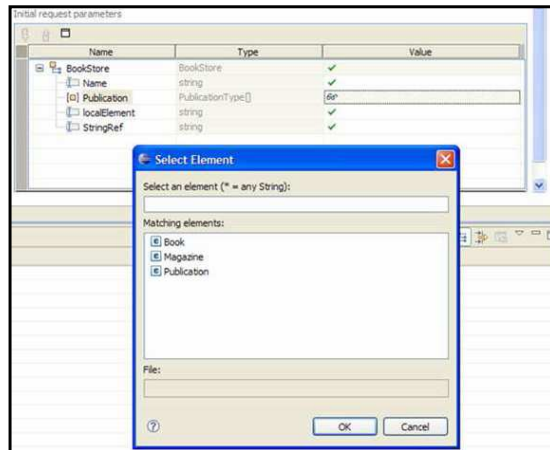 Initial request parameters
Name Type Value
BookStore BookStore
Name string
Publication PublicationType[]
localElement string
StringRef string
Select Element
Select an element (* = any String):
Matching elements:
Book
Magazine
Publication
File:
OK Cancel